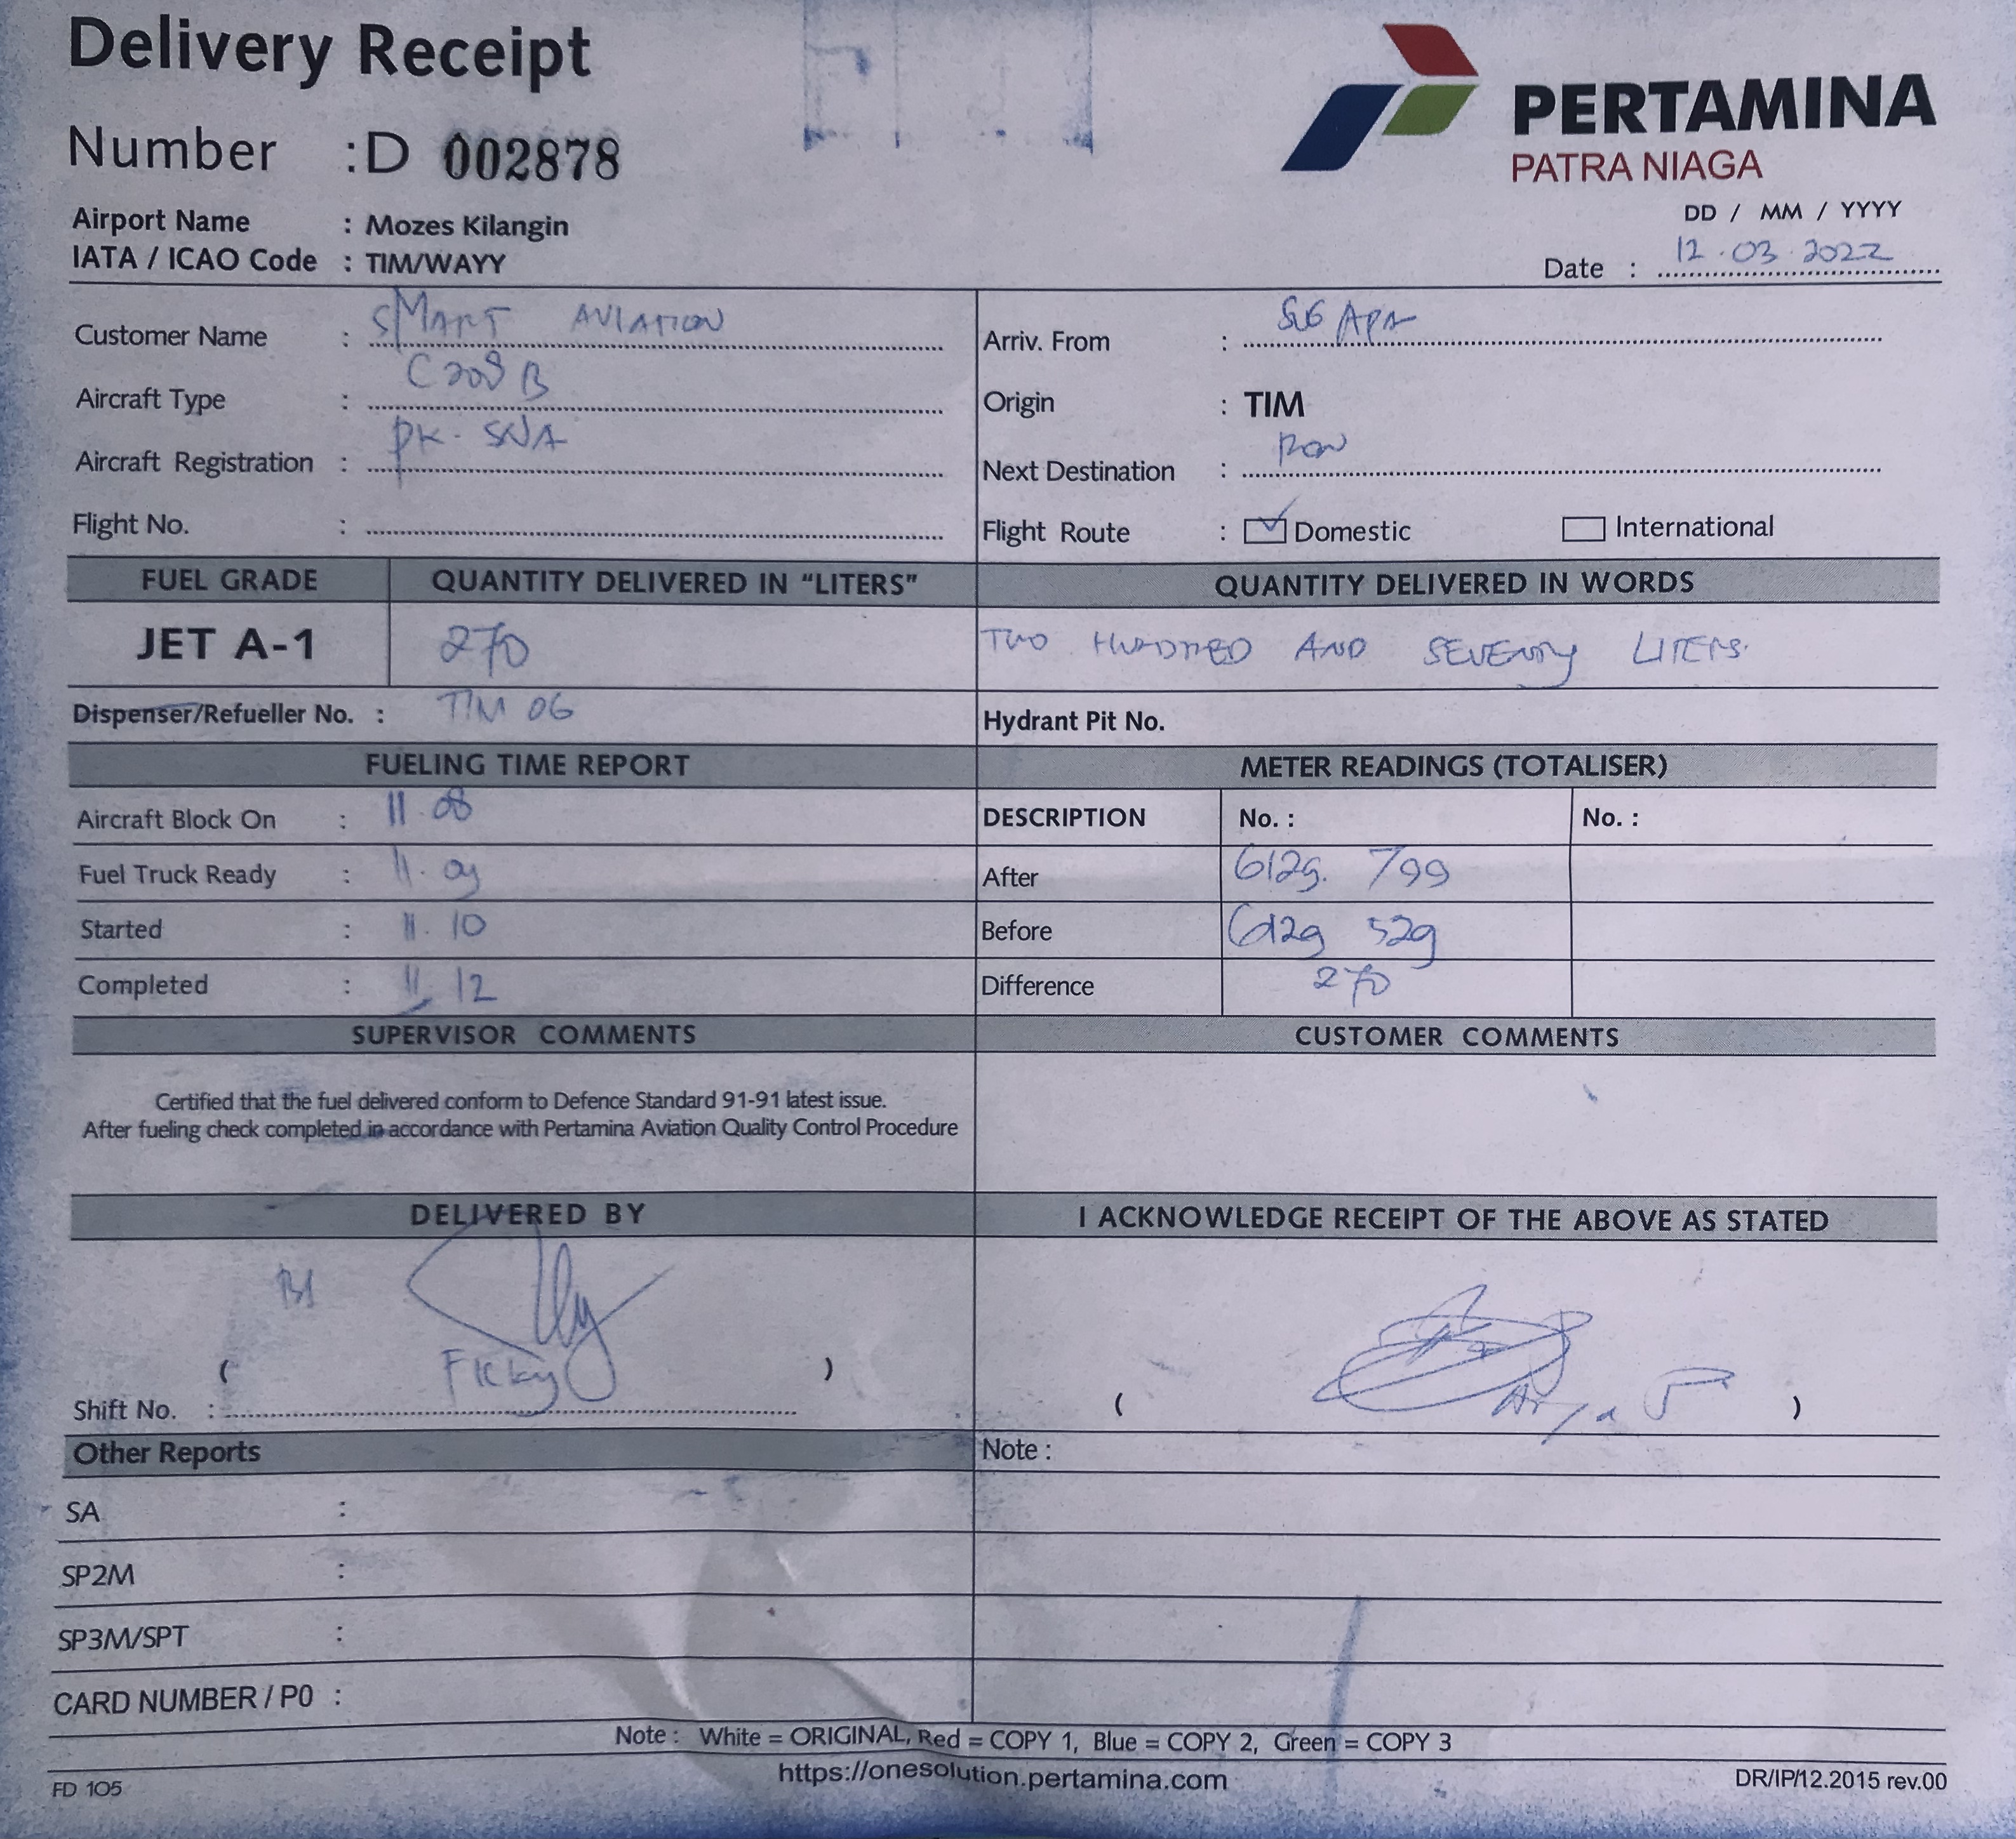 Delivery Receipt
Number : D 002878
PERTAMINA
PATRA NIAGA
Airport Name : Mozes Kilangin
IATA / ICAO Code : TIM/WAYY
DD / MM / YYYY
Date : 12.03.2022
Customer Name : SMART AVIATION
Aircraft Type : C208B
Aircraft Registration : PK-SNA
Flight No. :
Arriv. From :
Origin : TIM
Next Destination : RON
Flight Route : Domestic International
FUEL GRADE QUANTITY DELIVERED IN "LITERS" QUANTITY DELIVERED IN WORDS
JET A-1 270 TWO HUNDRED AND SEVENTY LITERS.
Dispenser/Refueller No. : TIM 06 Hydrant Pit No.
FUELING TIME REPORT METER READINGS (TOTALISER)
Aircraft Block On : 11.08 DESCRIPTION No. : No. :
Fuel Truck Ready : 11.09 After 6129. 799
Started : 11.10 Before 6129 529
Completed : 11.12 Difference 270
SUPERVISOR COMMENTS CUSTOMER COMMENTS
Certified that the fuel delivered conform to Defence Standard 91-91 latest issue.
After fueling check completed in accordance with Pertamina Aviation Quality Control Procedure
DELIVERED BY I ACKNOWLEDGE RECEIPT OF THE ABOVE AS STATED
( Ficky )
( Arya )
Shift No. :
Other Reports Note :
SA :
SP2M :
SP3M/SPT :
CARD NUMBER / P0 :
Note : White = ORIGINAL, Red = COPY 1, Blue = COPY 2, Green = COPY 3
https://onesolution.pertamina.com
FD 105 DR/IP/12.2015 rev.00